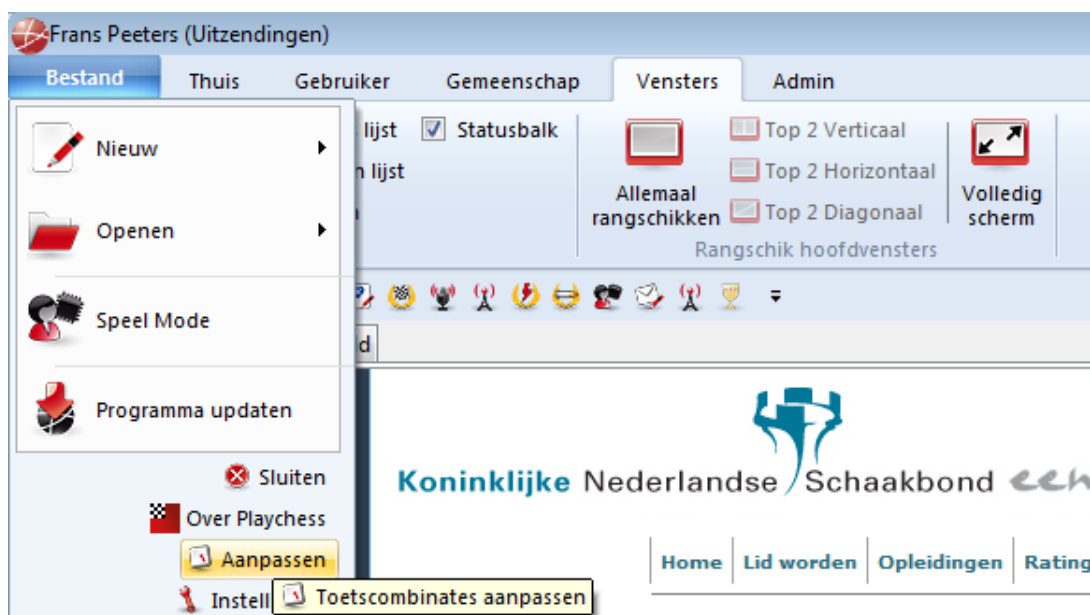 Frans Peeters (Uitzendingen)
Bestand Thuis Gebruiker Gemeenschap Vensters Admin
Nieuw
Openen
Speel Mode
Programma updaten
Sluiten
Over Playchess
Aanpassen
Instell
Toetscombinates aanpassen
lijst Statusbalk
lijst
Allemaal rangschikken
Top 2 Verticaal
Top 2 Horizontaal
Top 2 Diagonaal
Volledig scherm
Rangschik hoofdvensters
Koninklijke Nederlandse Schaakbond een
Home Lid worden Opleidingen Rating